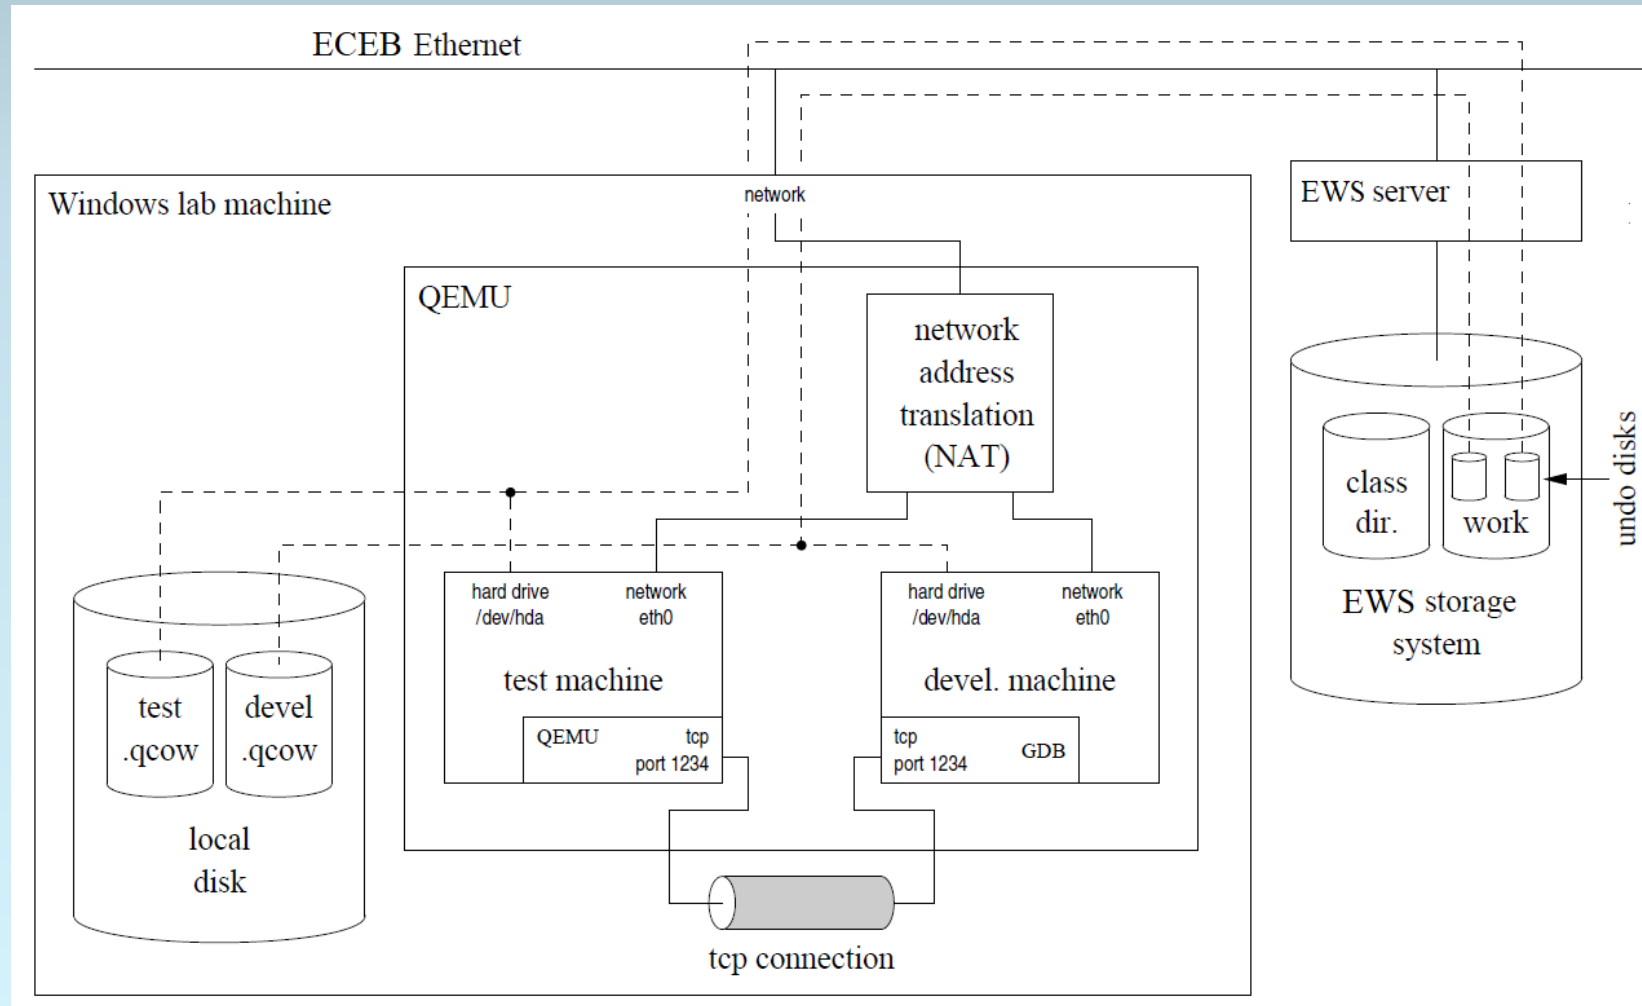 ECEB Ethernet
Windows lab machine
network
EWS server
QEMU
network
address
translation
(NAT)
class
dir.
work
undo disks
EWS storage
system
hard drive
/dev/hda
network
eth0
test machine
QEMU
tcp
port 1234
hard drive
/dev/hda
network
eth0
devel. machine
tcp
port 1234
GDB
test
.qcow
devel
.qcow
local
disk
tcp connection